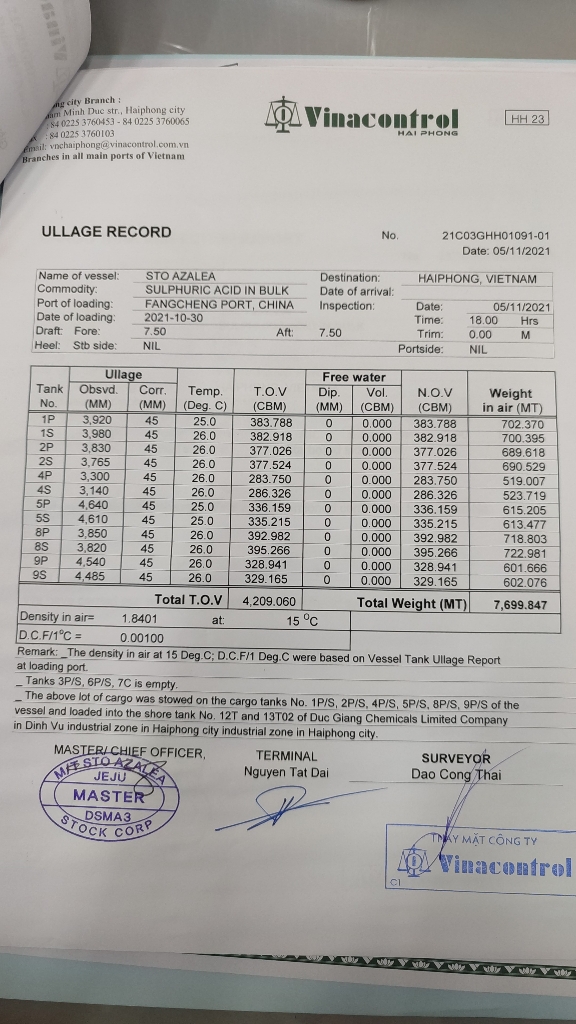 city Branch :
Minh Duc str., Haiphong city
: 84 0225 3760453 - 84 0225 3760065
: 84 0225 3760103
vnchaiphong@vinacontrol.com.vn
Branches in all main ports of Vietnam
Vinacontrol
HAI PHONG
HH 23
ULLAGE RECORD
No. 21C03GHH01091-01
Date: 05/11/2021
Name of vessel: STO AZALEA Destination: HAIPHONG, VIETNAM
Commodity: SULPHURIC ACID IN BULK Date of arrival:
Port of loading: FANGCHENG PORT, CHINA Inspection: Date: 05/11/2021
Date of loading: 2021-10-30 Time: 18.00 Hrs
Draft: Fore: 7.50 Aft: 7.50 Trim: 0.00 M
Heel: Stb side: NIL Portside: NIL
Ullage Free water
Tank No. Obsvd. (MM) Corr. (MM) Temp. (Deg. C) T.O.V (CBM) Dip. (MM) Vol. (CBM) N.O.V (CBM) Weight in air (MT)
1P 3,920 45 25.0 383.788 0 0.000 383.788 702.370
1S 3,980 45 26.0 382.918 0 0.000 382.918 700.395
2P 3,830 45 26.0 377.026 0 0.000 377.026 689.618
2S 3,765 45 26.0 377.524 0 0.000 377.524 690.529
4P 3,300 45 26.0 283.750 0 0.000 283.750 519.007
4S 3,140 45 26.0 286.326 0 0.000 286.326 523.719
5P 4,640 45 25.0 336.159 0 0.000 336.159 615.205
5S 4,610 45 25.0 335.215 0 0.000 335.215 613.477
8P 3,850 45 26.0 392.982 0 0.000 392.982 718.803
8S 3,820 45 26.0 395.266 0 0.000 395.266 722.981
9P 4,540 45 26.0 328.941 0 0.000 328.941 601.666
9S 4,485 45 26.0 329.165 0 0.000 329.165 602.076
Total T.O.V 4,209.060 Total Weight (MT) 7,699.847
Density in air= 1.8401 at: 15 ºC
D.C.F/1ºC = 0.00100
Remark: _The density in air at 15 Deg.C; D.C.F/1 Deg.C were based on Vessel Tank Ullage Report
at loading port.
_ Tanks 3P/S, 6P/S, 7C is empty.
_ The above lot of cargo was stowed on the cargo tanks No. 1P/S, 2P/S, 4P/S, 5P/S, 8P/S, 9P/S of the
vessel and loaded into the shore tank No. 12T and 13T02 of Duc Giang Chemicals Limited Company
in Dinh Vu industrial zone in Haiphong city industrial zone in Haiphong city.
MASTER/ CHIEF OFFICER, TERMINAL SURVEYOR
Nguyen Tat Dai Dao Cong Thai
M/T STO AZALEA
JEJU
MASTER
DSMA3
STOCK CORP
THAY MẶT CÔNG TY
Vinacontrol
C1